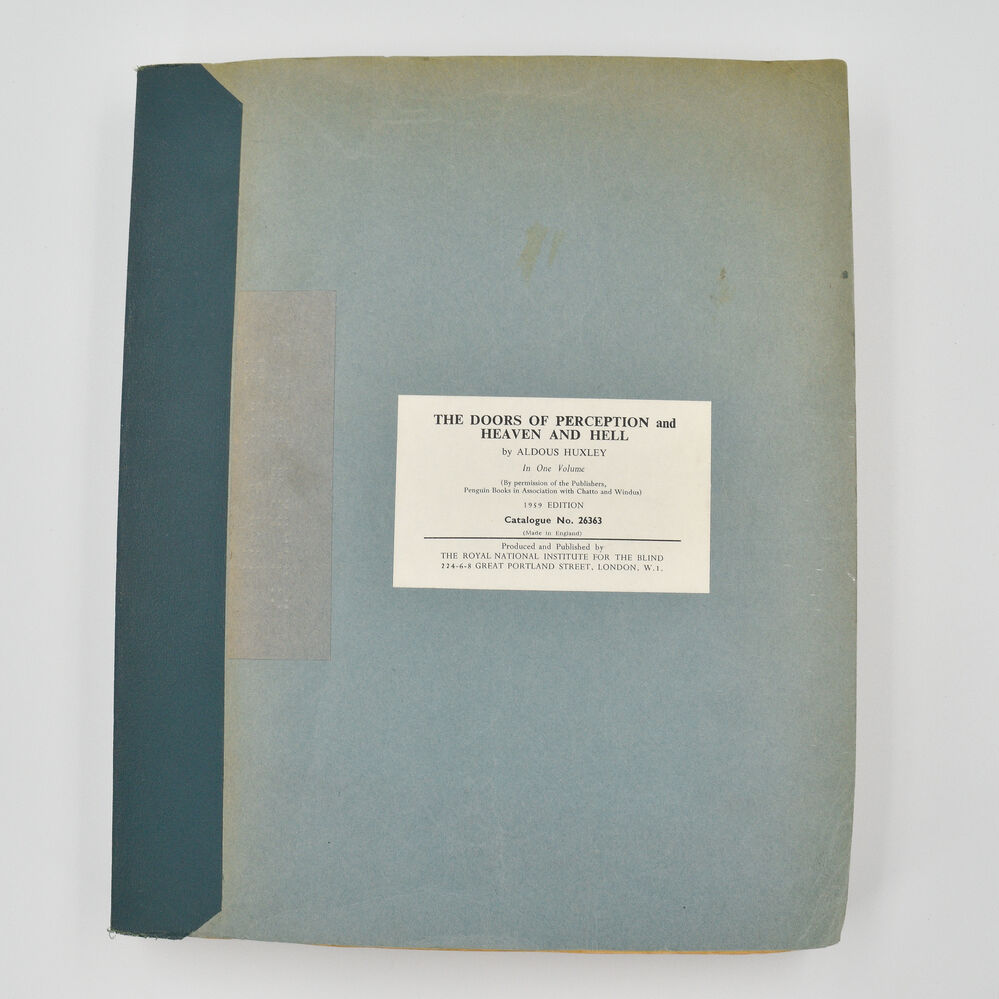 THE DOORS OF PERCEPTION and
HEAVEN AND HELL
by ALDOUS HUXLEY
In One Volume
(By permission of the Publishers,
Penguin Books in Association with Chatto and Windus)
1959 EDITION
Catalogue No. 26363
(Made in England)
Produced and Published by
THE ROYAL NATIONAL INSTITUTE FOR THE BLIND
224-6-8 GREAT PORTLAND STREET, LONDON, W.1.